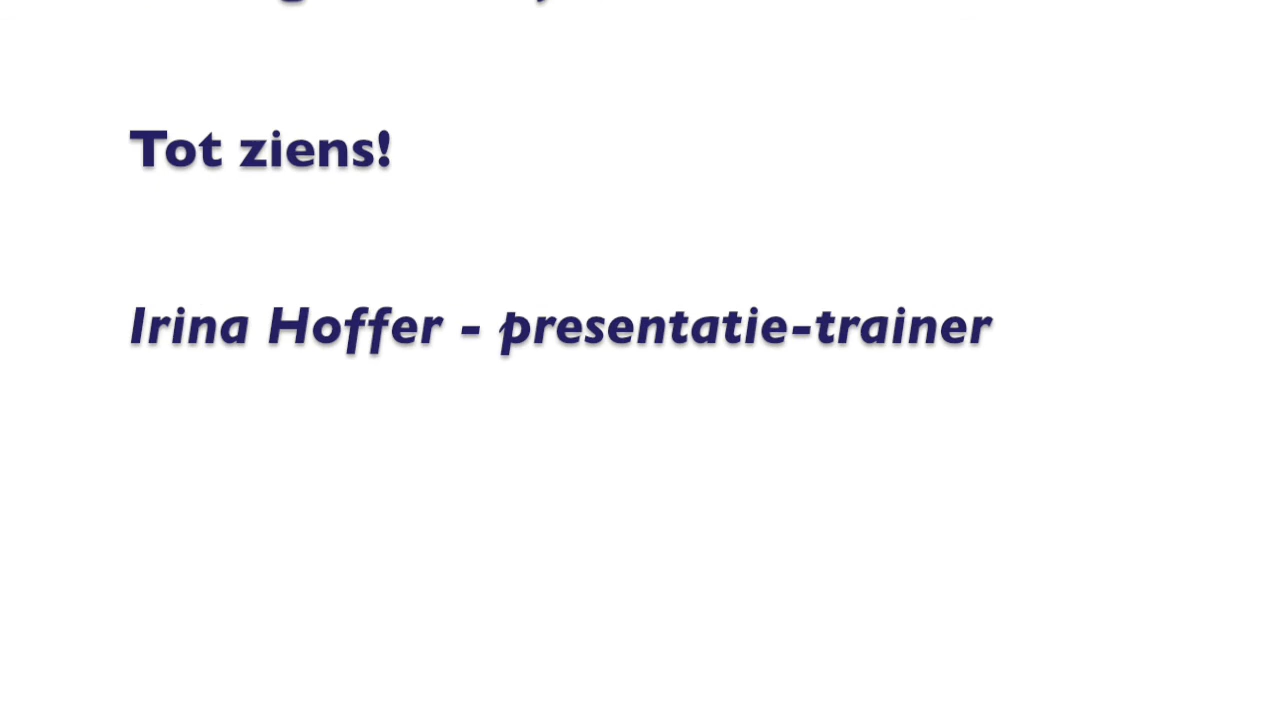 Tot ziens!
Irina Hoffer - presentatie-trainer